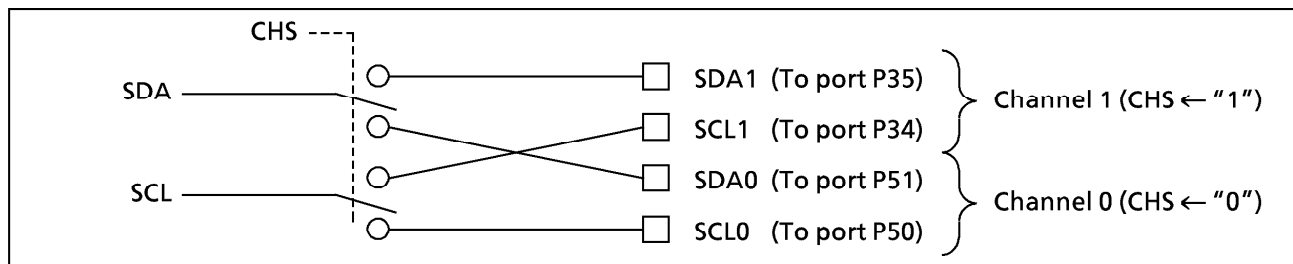 CHS
SDA
SDA1 (To port P35)
SCL1 (To port P34)
Channel 1 (CHS ← "1")
SCL
SDA0 (To port P51)
SCL0 (To port P50)
Channel 0 (CHS ← "0")